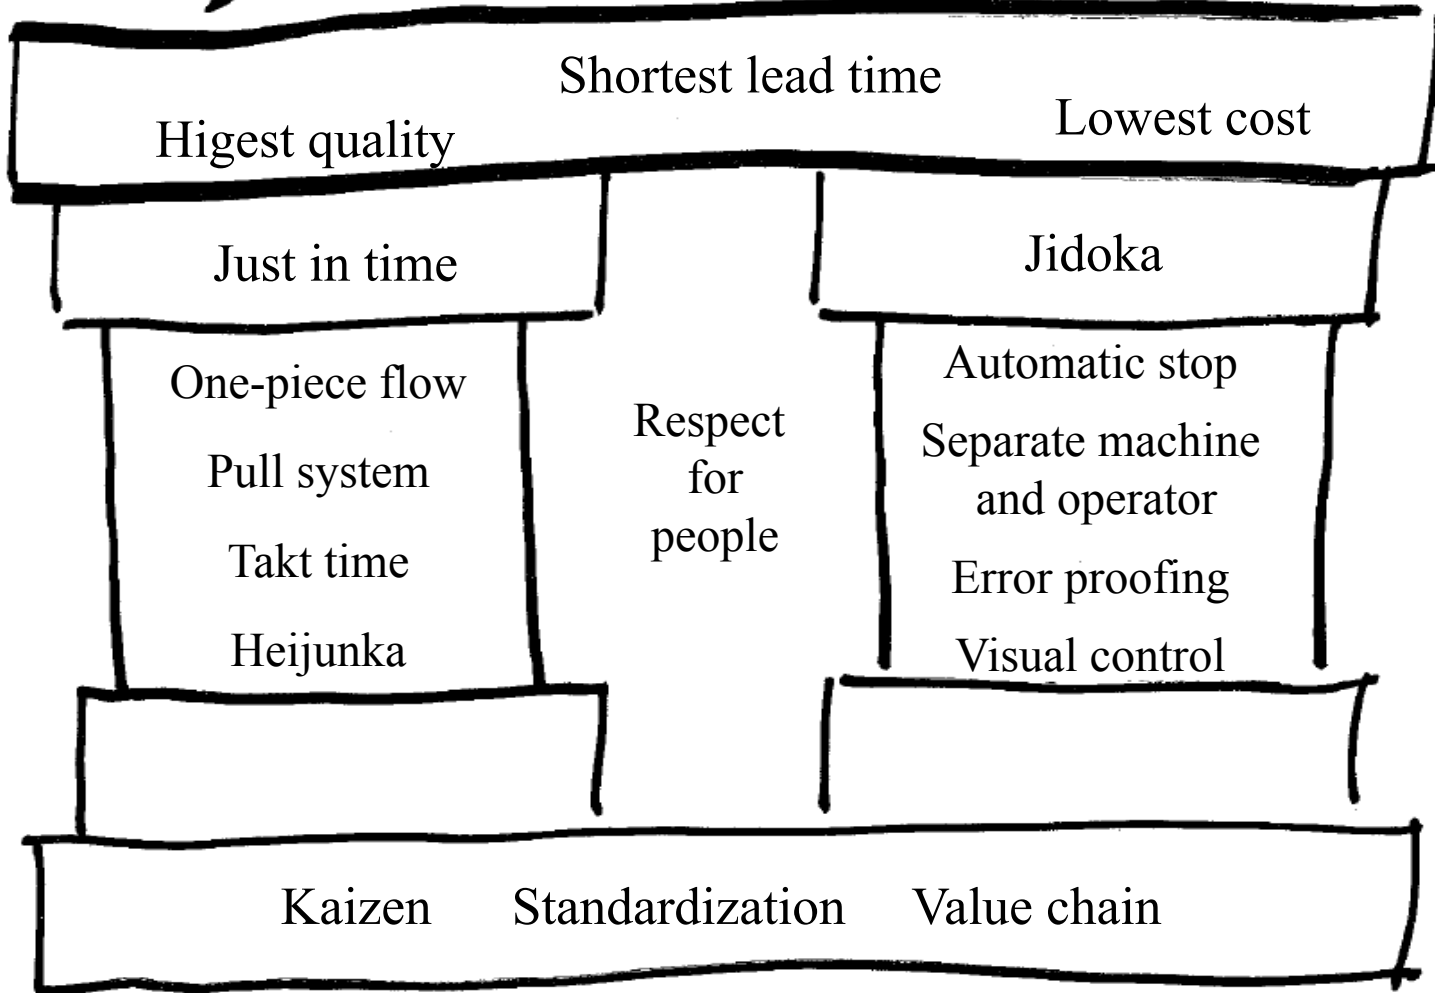 Shortest lead time
Higest quality
Lowest cost
Just in time
Jidoka
One-piece flow
Pull system
Takt time
Heijunka
Respect
for
people
Automatic stop
Separate machine
and operator
Error proofing
Visual control
Kaizen Standardization Value chain